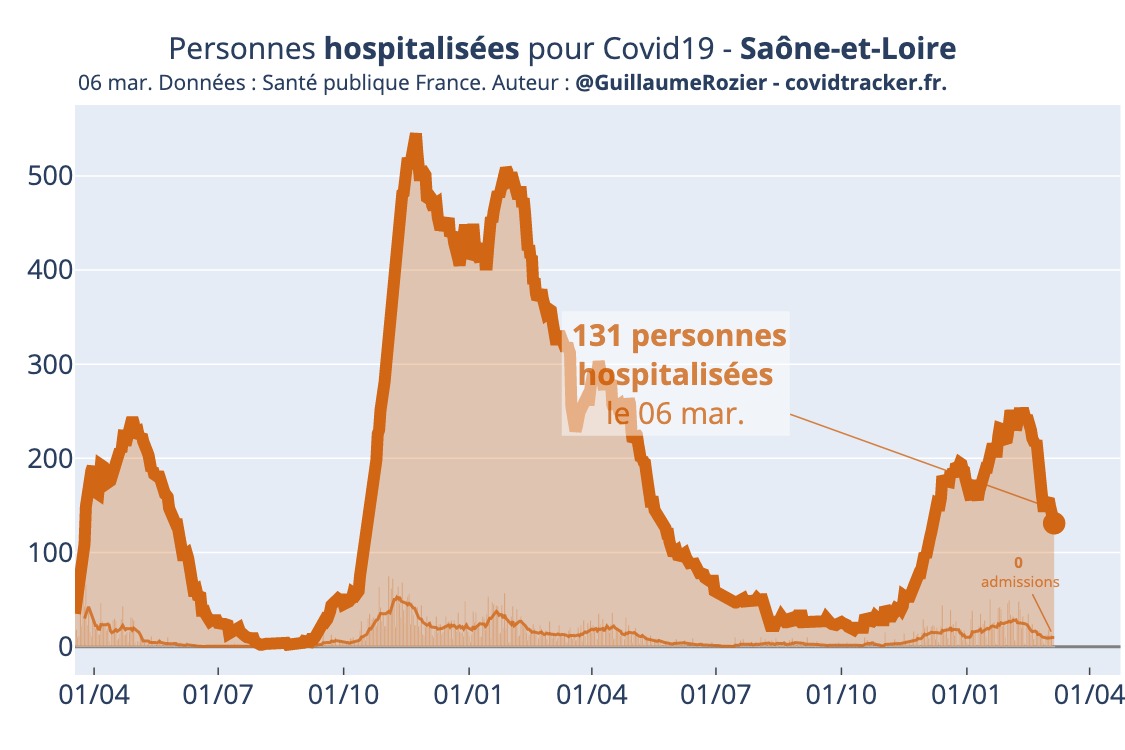 Personnes hospitalisées pour Covid19 - Saône-et-Loire
06 mar. Données : Santé publique France. Auteur : @GuillaumeRozier - covidtracker.fr.
500
400
300
200
100
0
131 personnes
hospitalisées
le 06 mar.
0
admissions
01/04 01/07 01/10 01/01 01/04 01/07 01/10 01/01 01/04